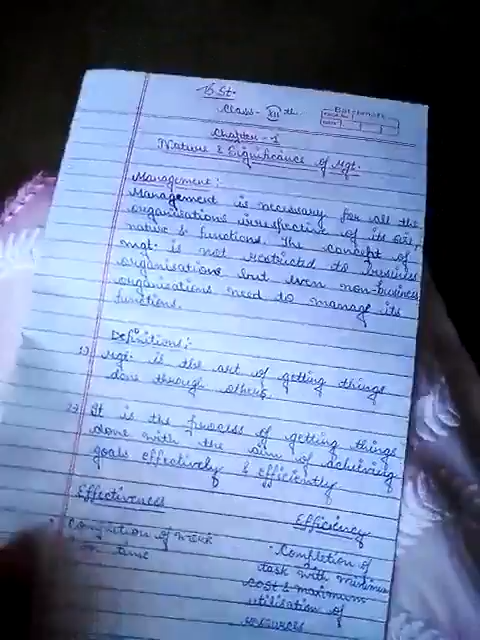 B.St.
Class - XIIth
Chapter - 1
Nature & Significance of Mgt.
Management:
Management is necessary for all the
organisations irrespective of its size,
nature & functions. The concept of
mgt. is not restricted to business
organisations but even non-business
organisations need to manage its
functions.
Definitions:
1) Mgt. is the art of getting things
done through others.
2) It is the process of getting things
done with the aim of achieving
goals effectively & efficiently
Effectiveness
Efficiency
Completion of work
on time
• Completion of
task with minimum
cost & maximum
utilisation of
resources